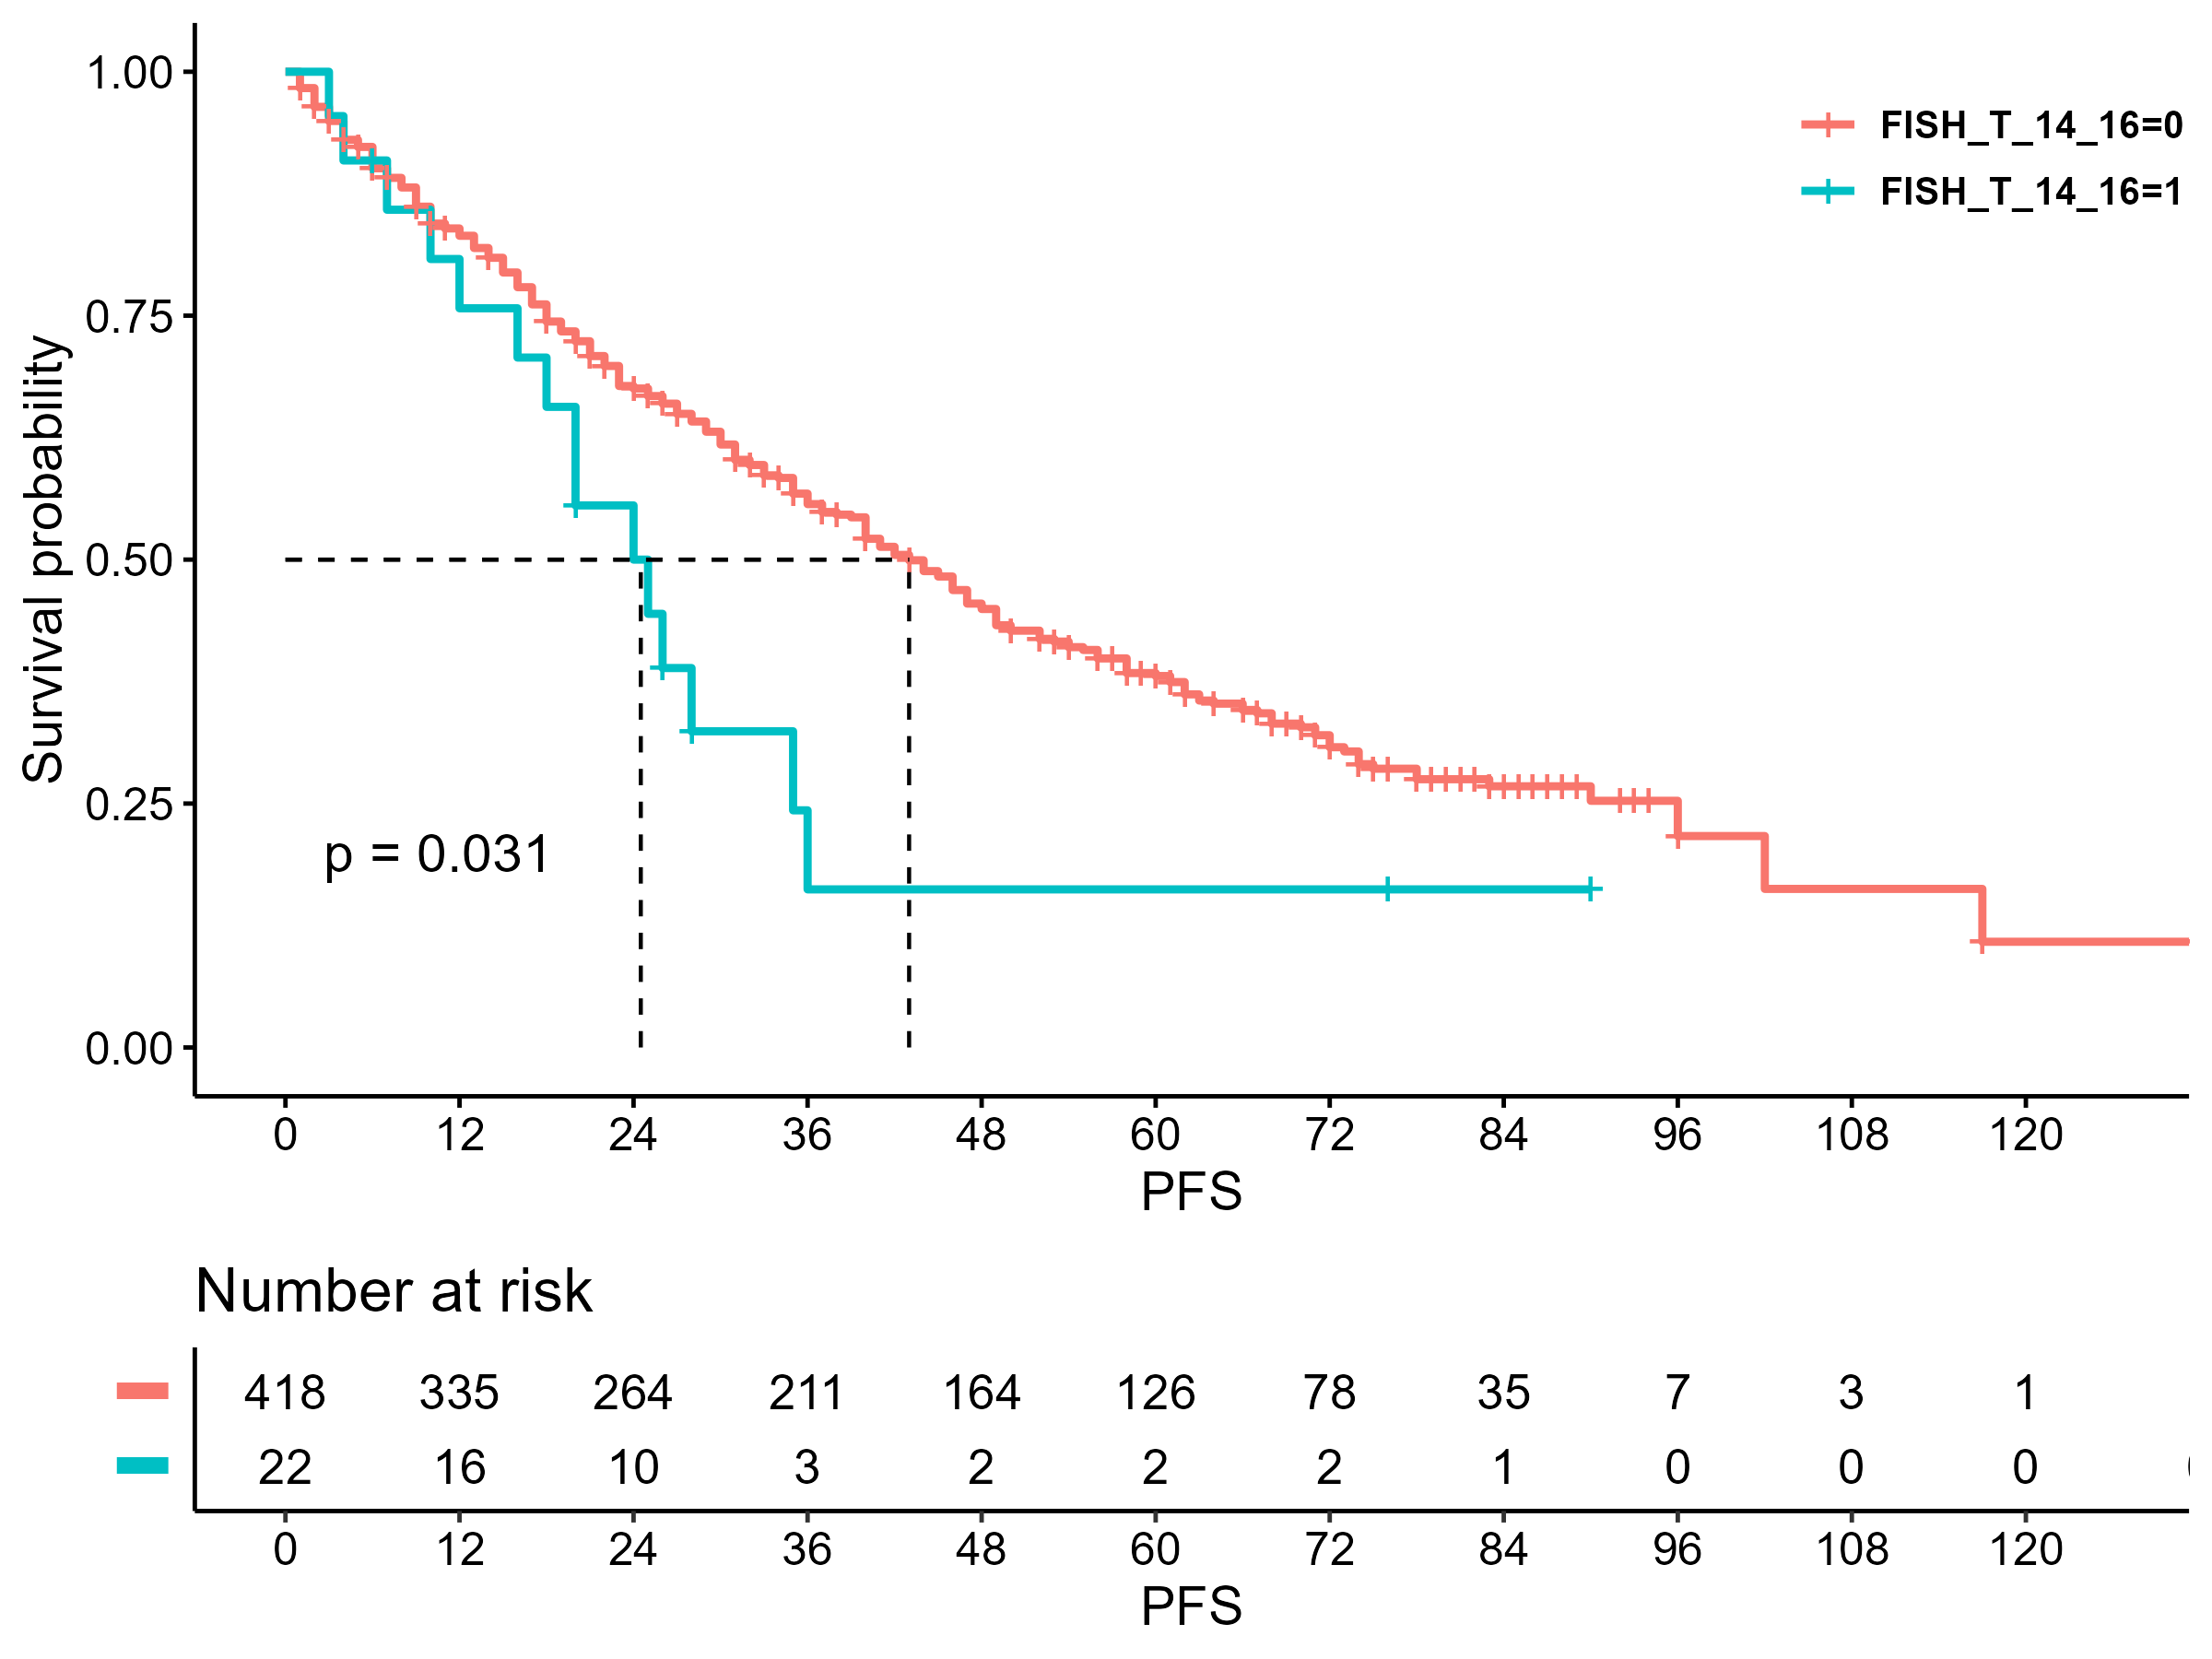 1.00
0.75
0.50
0.25
0.00
Survival probability
FISH_T_14_16=0
FISH_T_14_16=1
p = 0.031
0 12 24 36 48 60 72 84 96 108 120
PFS
Number at risk
418 335 264 211 164 126 78 35 7 3 1
22 16 10 3 2 2 2 1 0 0 0
0 12 24 36 48 60 72 84 96 108 120
PFS